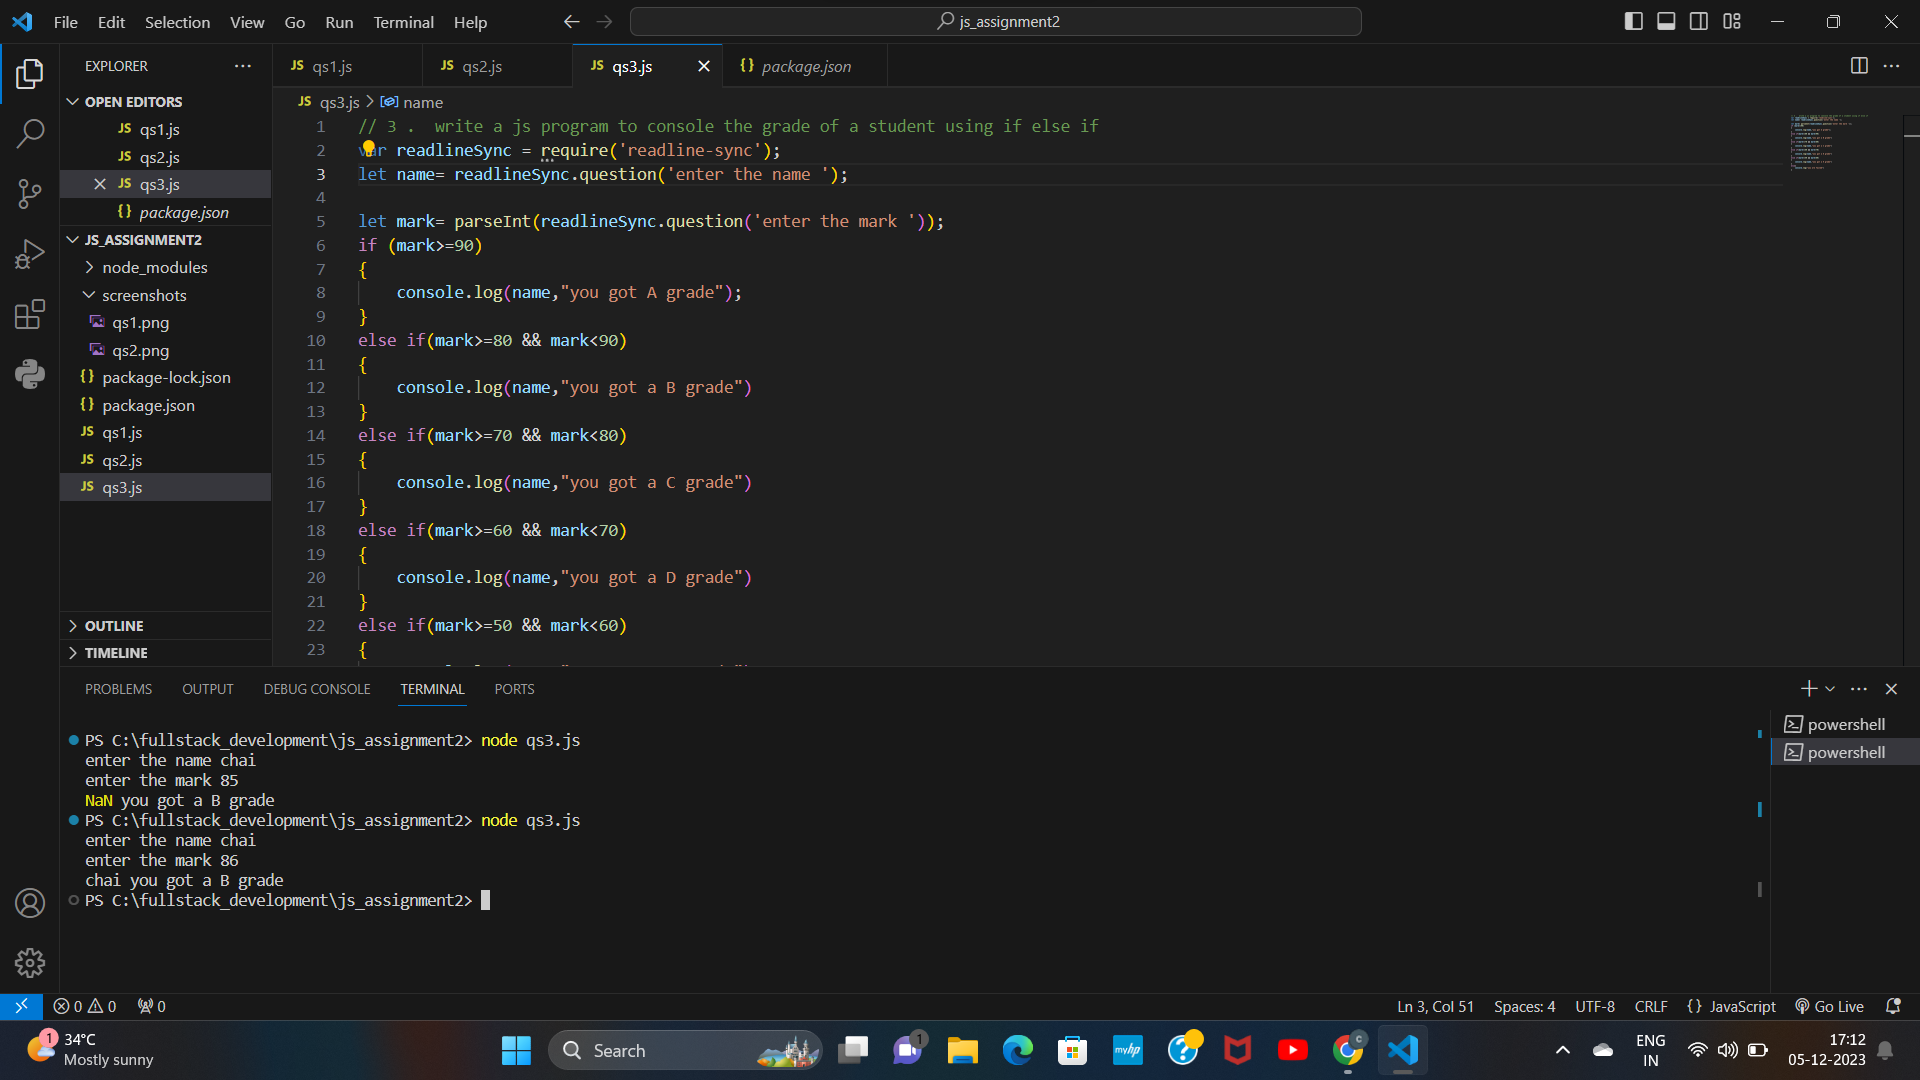 File Edit Selection View Go Run Terminal Help
js_assignment2
EXPLORER
OPEN EDITORS
JS qs1.js
JS qs2.js
JS qs3.js
{} package.json
JS_ASSIGNMENT2
node_modules
screenshots
qs1.png
qs2.png
{} package-lock.json
{} package.json
JS qs1.js
JS qs2.js
JS qs3.js
OUTLINE
TIMELINE
JS qs1.js JS qs2.js JS qs3.js {} package.json
JS qs3.js > name
1 // 3 .  write a js program to console the grade of a student using if else if
2 var readlineSync = require('readline-sync');
3 let name= readlineSync.question('enter the name ');
4
5 let mark= parseInt(readlineSync.question('enter the mark '));
6 if (mark>=90)
7 {
8     console.log(name,"you got A grade");
9 }
10 else if(mark>=80 && mark<90)
11 {
12     console.log(name,"you got a B grade")
13 }
14 else if(mark>=70 && mark<80)
15 {
16     console.log(name,"you got a C grade")
17 }
18 else if(mark>=60 && mark<70)
19 {
20     console.log(name,"you got a D grade")
21 }
22 else if(mark>=50 && mark<60)
23 {
PROBLEMS OUTPUT DEBUG CONSOLE TERMINAL PORTS
PS C:\fullstack_development\js_assignment2> node qs3.js
enter the name chai
enter the mark 85
NaN you got a B grade
PS C:\fullstack_development\js_assignment2> node qs3.js
enter the name chai
enter the mark 86
chai you got a B grade
PS C:\fullstack_development\js_assignment2>
powershell
powershell
0 0 0 Ln 3, Col 51 Spaces: 4 UTF-8 CRLF {} JavaScript Go Live
1
34°C
Mostly sunny
Search
1
myhp
?
c
ENG
IN
17:12
05-12-2023